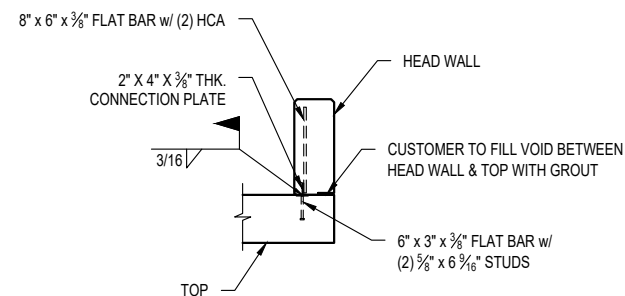 8" x 6" x ⅜" FLAT BAR w/ (2) HCA
2" X 4" X ⅜" THK.
CONNECTION PLATE
3/16
TOP
HEAD WALL
CUSTOMER TO FILL VOID BETWEEN
HEAD WALL & TOP WITH GROUT
6" x 3" x ⅜" FLAT BAR w/
(2) ⅝" x 6 9⁄16" STUDS